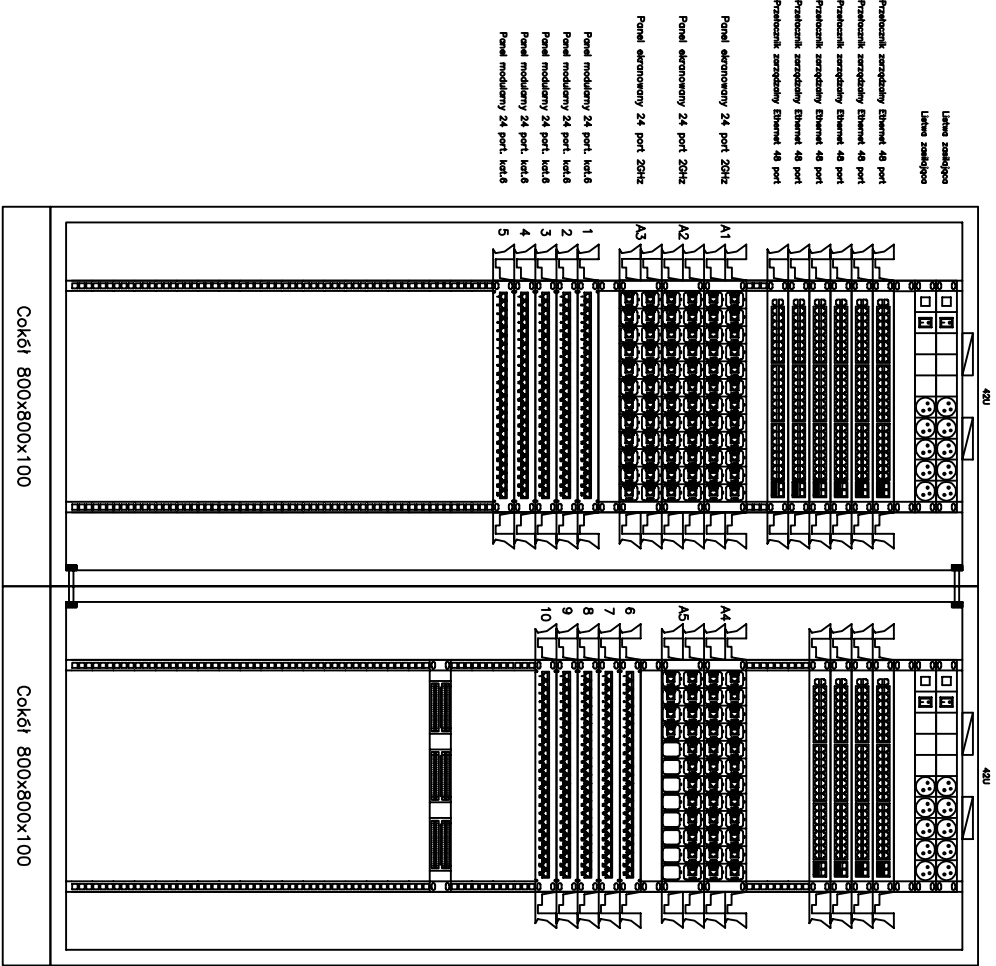 42U
Listwa zasilająca
Listwa zasilająca
Przełącznik zarządzalny Ethernet 48 port
Przełącznik zarządzalny Ethernet 48 port
Przełącznik zarządzalny Ethernet 48 port
Przełącznik zarządzalny Ethernet 48 port
Przełącznik zarządzalny Ethernet 48 port
Przełącznik zarządzalny Ethernet 48 port
Panel ekranowany 24 port 2GHz
A1
Panel ekranowany 24 port 2GHz
A2
Panel ekranowany 24 port 2GHz
A3
Panel modularny 24 port. kat.6
1
Panel modularny 24 port. kat.6
2
Panel modularny 24 port. kat.6
3
Panel modularny 24 port. kat.6
4
Panel modularny 24 port. kat.6
5
Cokół 800x800x100
42U
A4
A5
6
7
8
9
10
Cokół 800x800x100